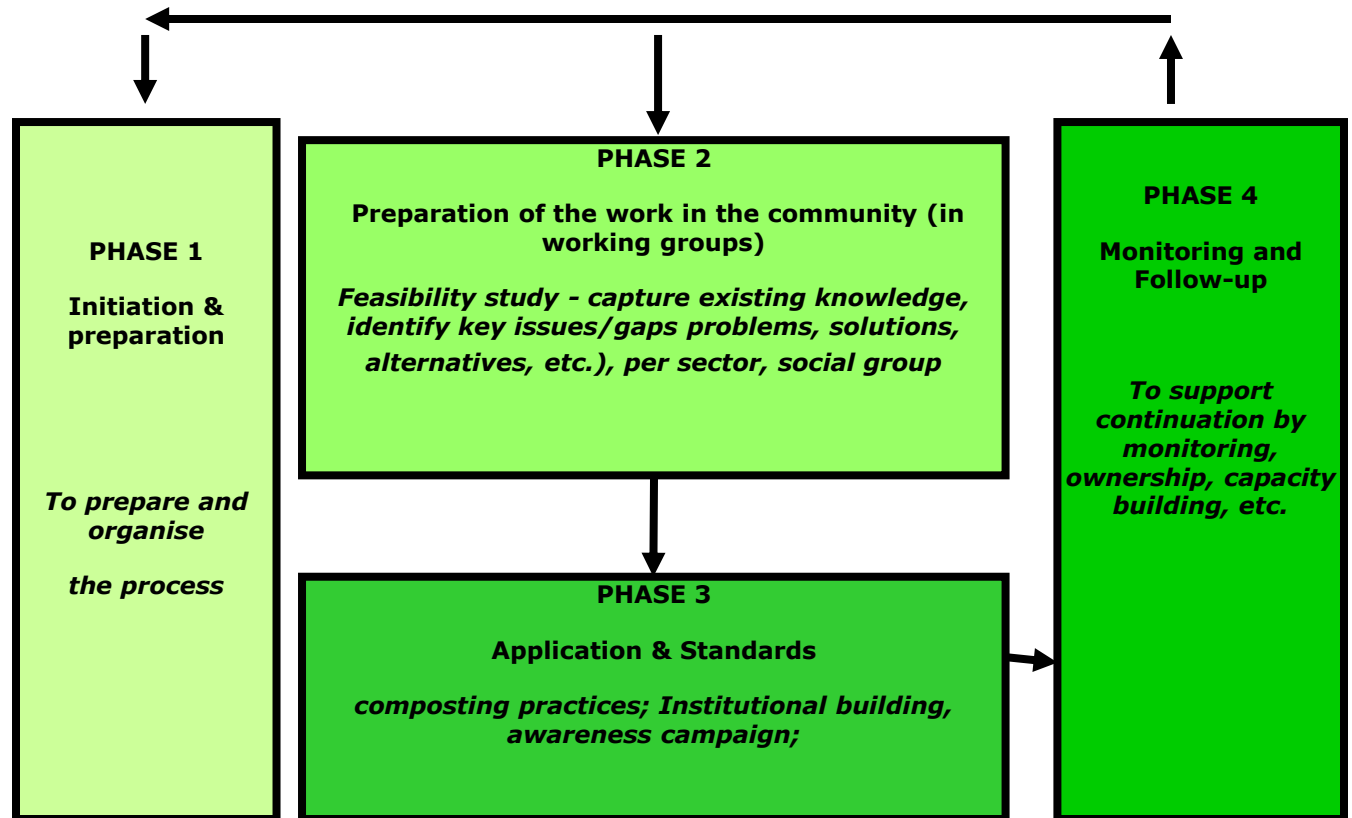 PHASE 1
Initiation &
preparation
To prepare and
organise
the process
PHASE 2
Preparation of the work in the community (in
working groups)
Feasibility study - capture existing knowledge,
identify key issues/gaps problems, solutions,
alternatives, etc.), per sector, social group
PHASE 3
Application & Standards
composting practices; Institutional building,
awareness campaign;
PHASE 4
Monitoring and
Follow-up
To support
continuation by
monitoring,
ownership, capacity
building, etc.